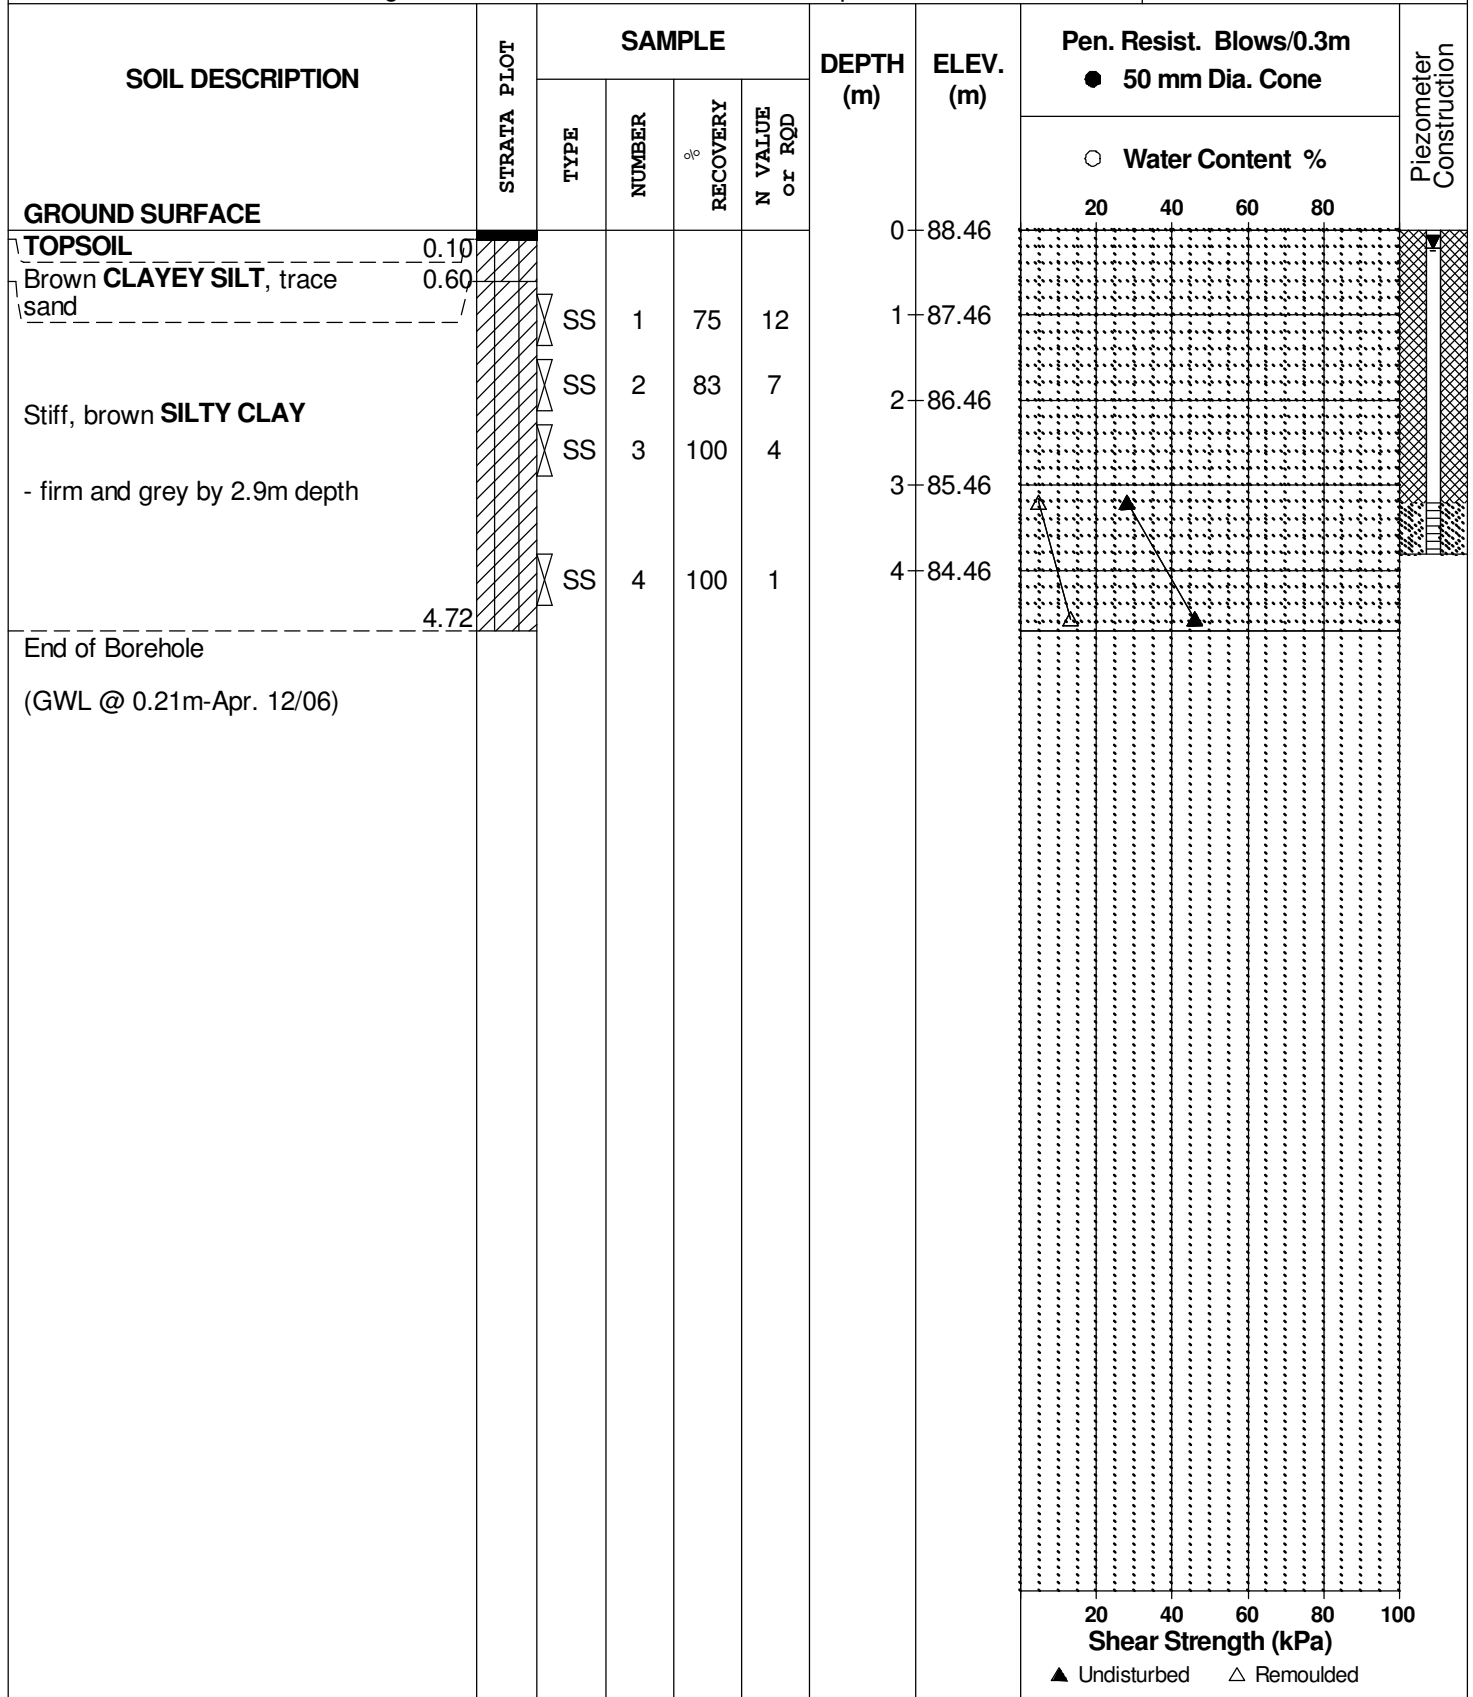 SOIL DESCRIPTION
STRATA PLOT
SAMPLE
TYPE
NUMBER
% RECOVERY
N VALUE or RQD
DEPTH (m)
ELEV. (m)
Pen. Resist. Blows/0.3m
● 50 mm Dia. Cone
○ Water Content %
Piezometer Construction
20 40 60 80
GROUND SURFACE
0 88.46
TOPSOIL 0.10
Brown CLAYEY SILT, trace 0.60
sand
SS 1 75 12
1 87.46
SS 2 83 7
2 86.46
Stiff, brown SILTY CLAY
SS 3 100 4
3 85.46
- firm and grey by 2.9m depth
4 84.46
SS 4 100 1
4.72
End of Borehole
(GWL @ 0.21m-Apr. 12/06)
20 40 60 80 100
Shear Strength (kPa)
▲ Undisturbed △ Remoulded